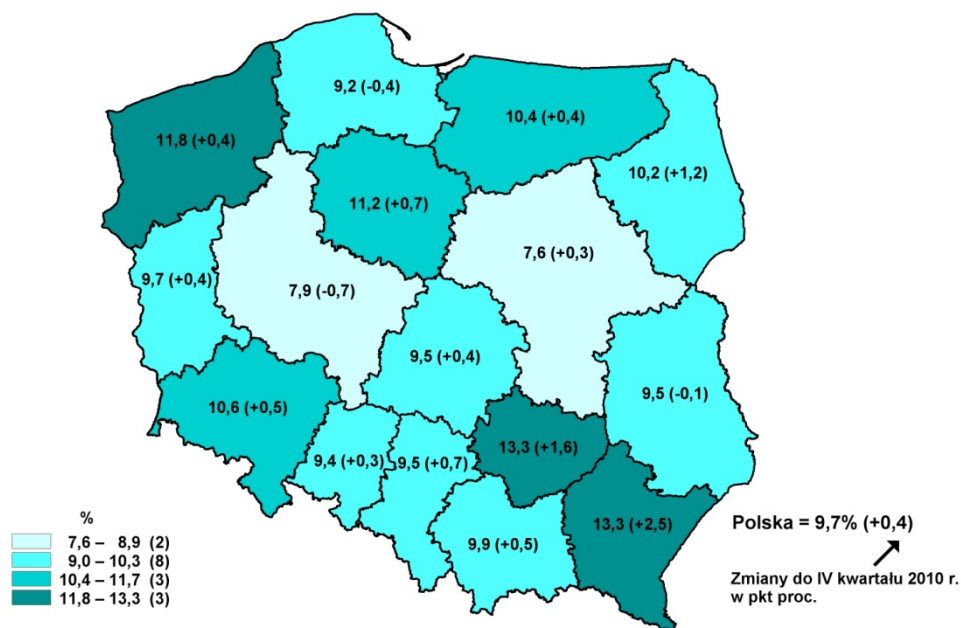 9,2 (-0,4)
10,4 (+0,4)
11,8 (+0,4)
10,2 (+1,2)
11,2 (+0,7)
7,6 (+0,3)
9,7 (+0,4)
7,9 (-0,7)
9,5 (+0,4)
9,5 (-0,1)
10,6 (+0,5)
13,3 (+1,6)
9,4 (+0,3)
9,5 (+0,7)
13,3 (+2,5)
9,9 (+0,5)
%
7,6 – 8,9 (2)
9,0 – 10,3 (8)
10,4 – 11,7 (3)
11,8 – 13,3 (3)
Polska = 9,7% (+0,4)
Zmiany do IV kwartału 2010 r.
w pkt proc.